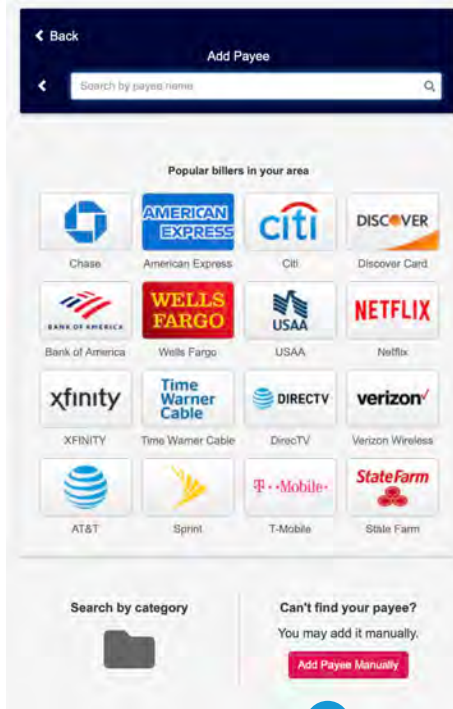 Back
Add Payee
Search by payee name
Popular billers in your area
AMERICAN EXPRESS
citi
DISCOVER
Chase American Express Citi Discover Card
BANK OF AMERICA
WELLS FARGO
USAA
NETFLIX
Bank of America Wells Fargo USAA Netflix
xfinity
Time Warner Cable
DIRECTV
verizon
XFINITY Time Warner Cable DirecTV Verizon Wireless
T-Mobile
StateFarm
AT&T Sprint T-Mobile State Farm
Search by category
Can't find your payee?
You may add it manually.
Add Payee Manually